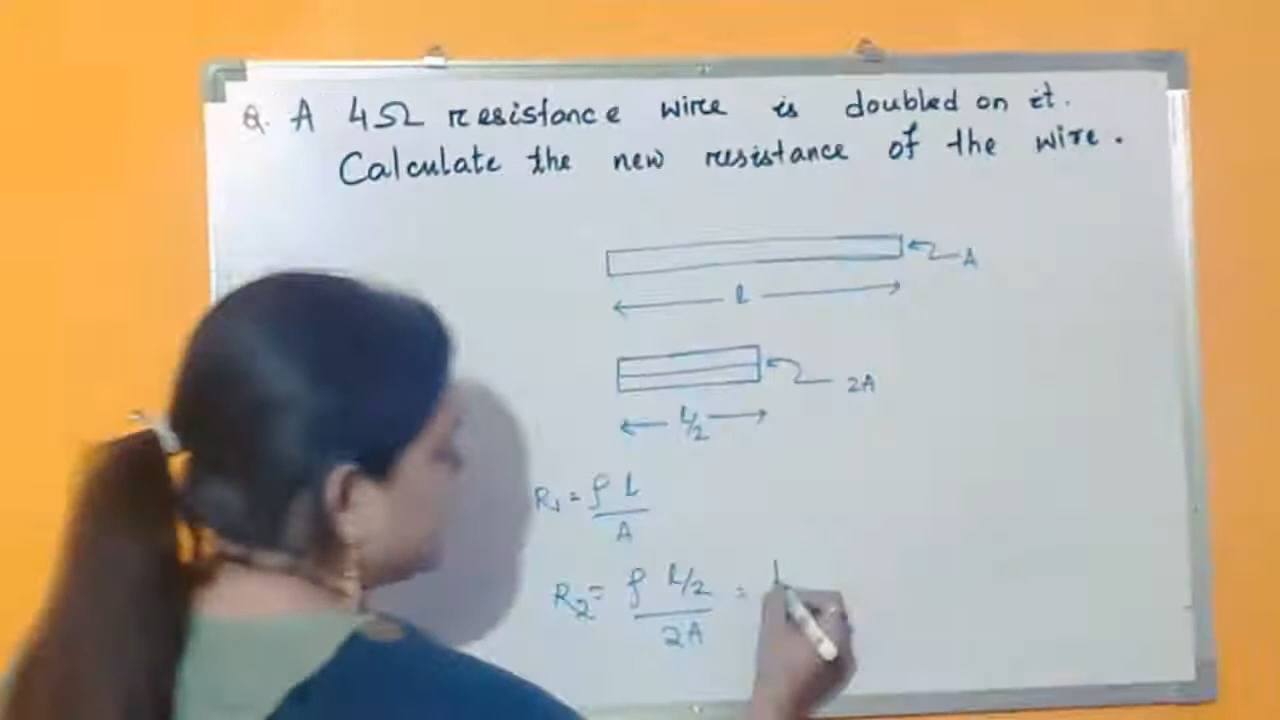 Q. A 4Ω resistance wire is doubled on it.
Calculate the new resistance of the wire.
A
L
2A
L/2
R₁ = ρ L / A
R₂ = ρ L/2 / 2A =